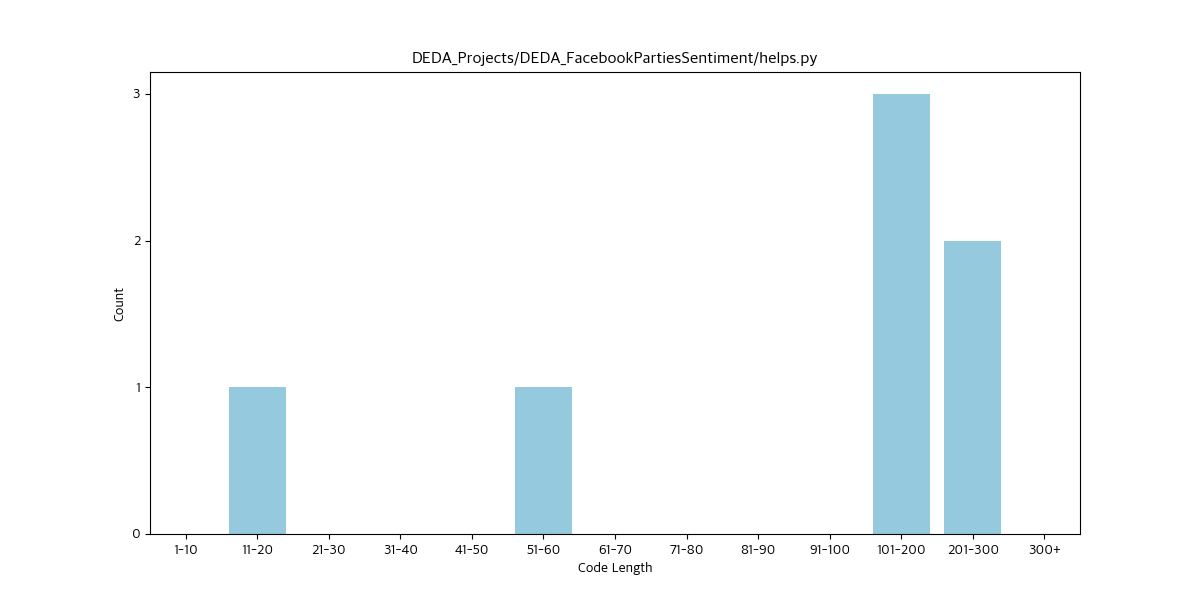 DEDA_Projects/DEDA_FacebookPartiesSentiment/helps.py
3
2
1
0
Count
1-10 11-20 21-30 31-40 41-50 51-60 61-70 71-80 81-90 91-100 101-200 201-300 300+
Code Length